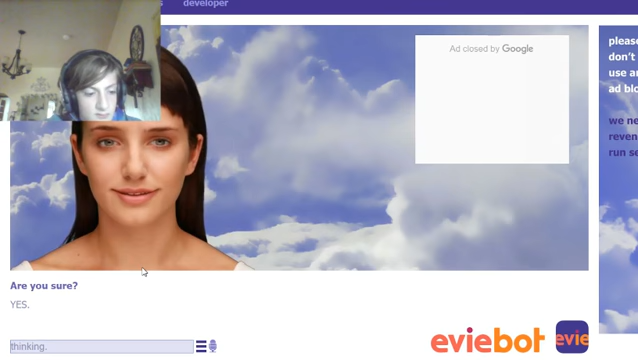 developer
Ad closed by Google
please
don't
use a
ad blo
we ne
reven
run se
Are you sure?
YES.
thinking.
eviebot
evie